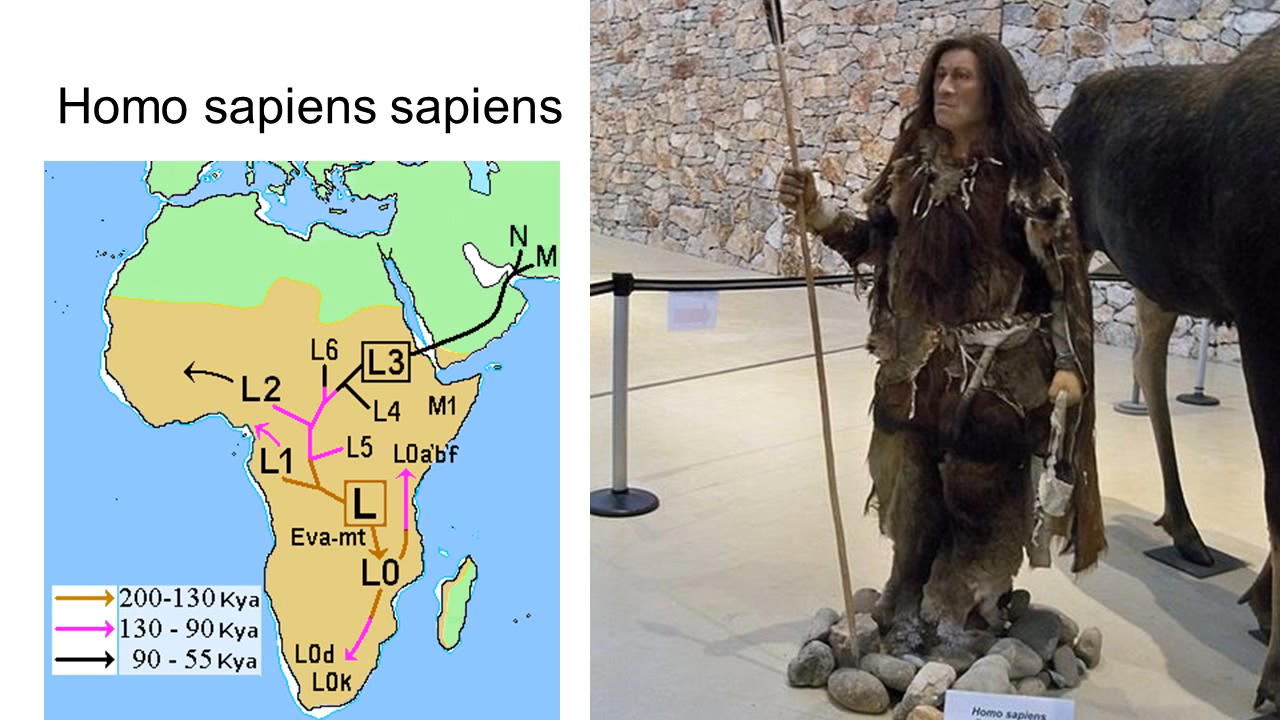 Homo sapiens sapiens
N
M
L6
L3
L2
L4
M1
L5
L0a'b'f
L1
L
Eva-mt
L0
200-130 Kya
130 - 90 Kya
90 - 55 Kya
L0d
L0k
Homo sapiens